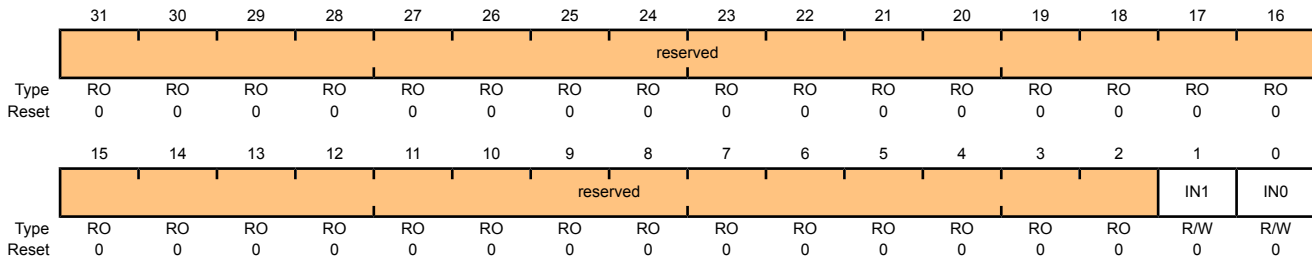 31 30 29 28 27 26 25 24 23 22 21 20 19 18 17 16
reserved
Type RO RO RO RO RO RO RO RO RO RO RO RO RO RO RO RO
Reset 0 0 0 0 0 0 0 0 0 0 0 0 0 0 0 0
15 14 13 12 11 10 9 8 7 6 5 4 3 2 1 0
reserved IN1 IN0
Type RO RO RO RO RO RO RO RO RO RO RO RO RO RO R/W R/W
Reset 0 0 0 0 0 0 0 0 0 0 0 0 0 0 0 0